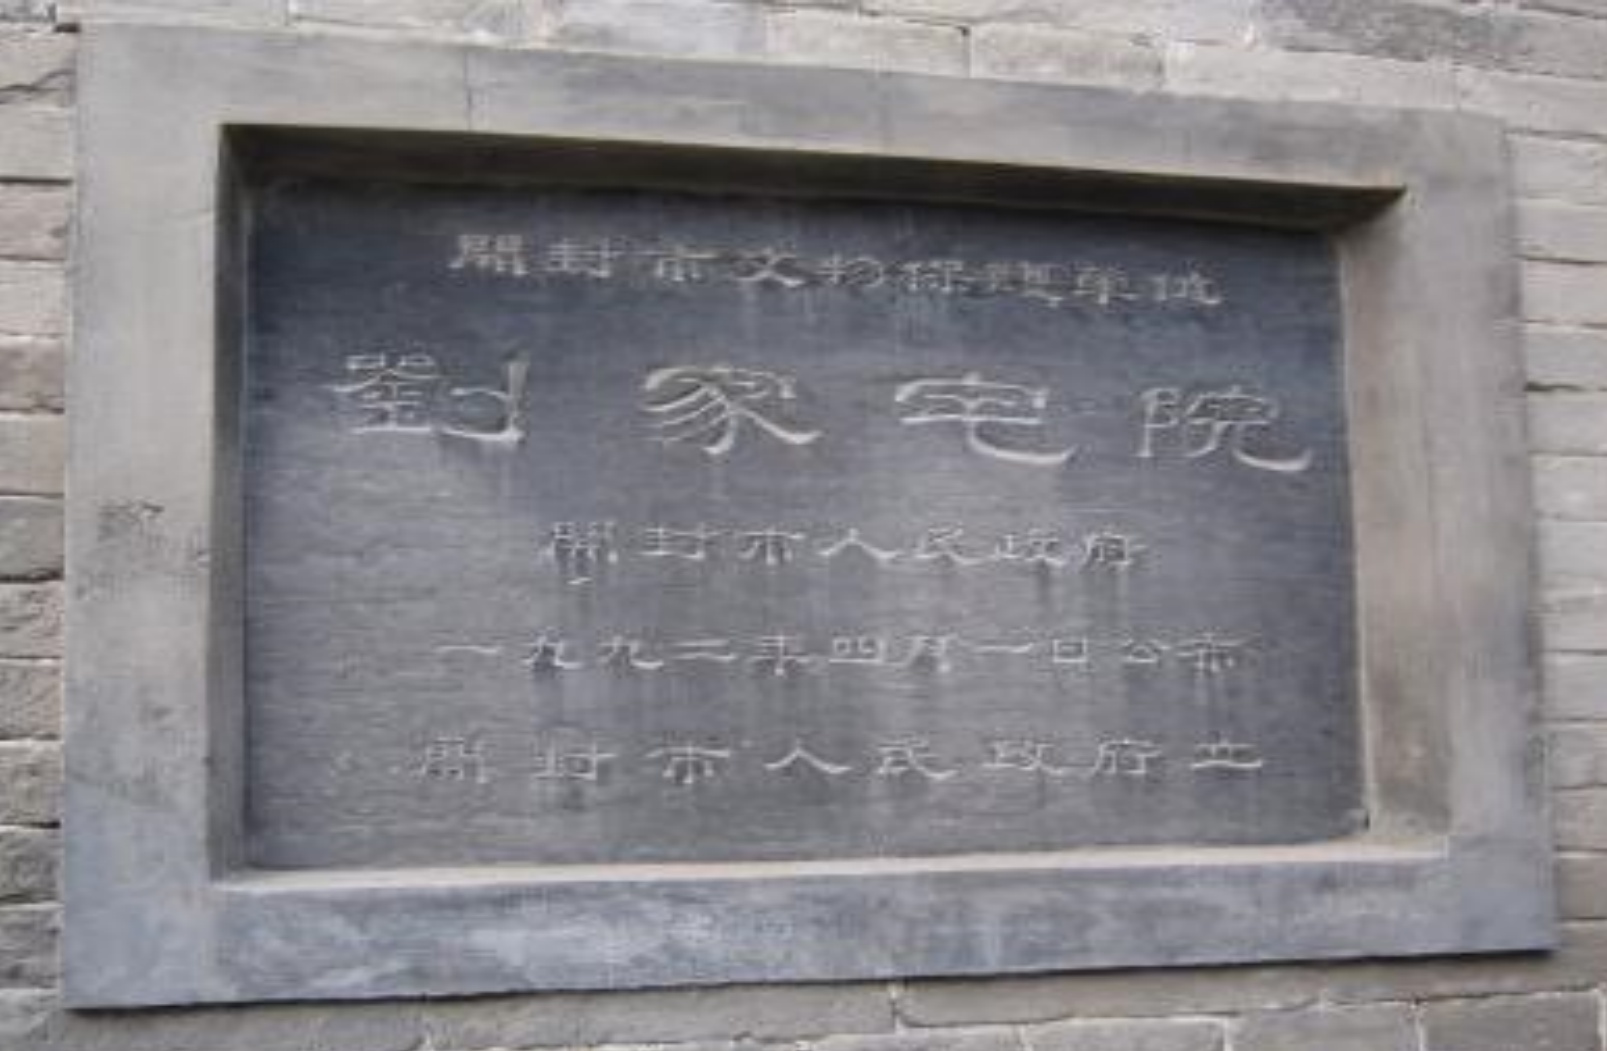 開封市文物保護單位
劉家宅院
開封市人民政府
一九九二年四月一日公布
開封市人民政府立